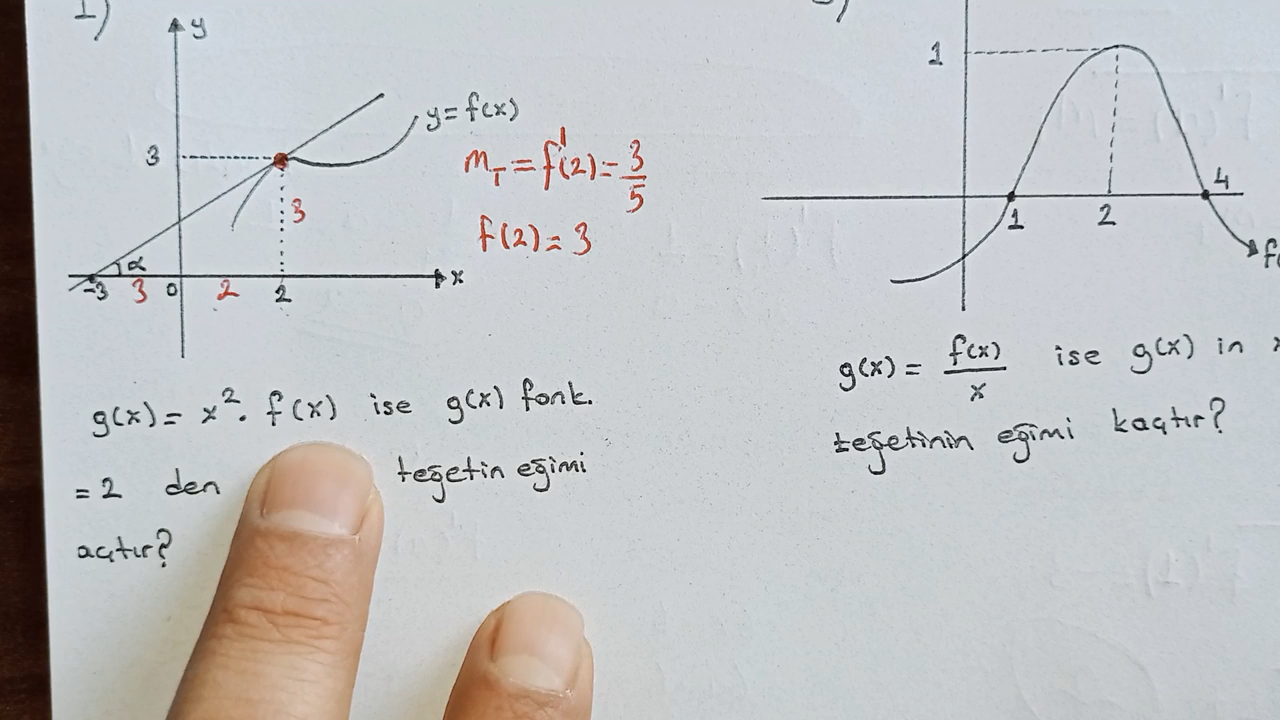 1)
y
3
y=f(x)
m_T = f'(2) = 3/5
3
f(2) = 3
α
x
-3 3 0 2 2
g(x) = x². f(x) ise g(x) fonk.
=2 den teğetin eğimi
açtır?
1
1 2 4
g(x) = f(x)/x ise g(x) in
teğetinin eğimi kaçtır?